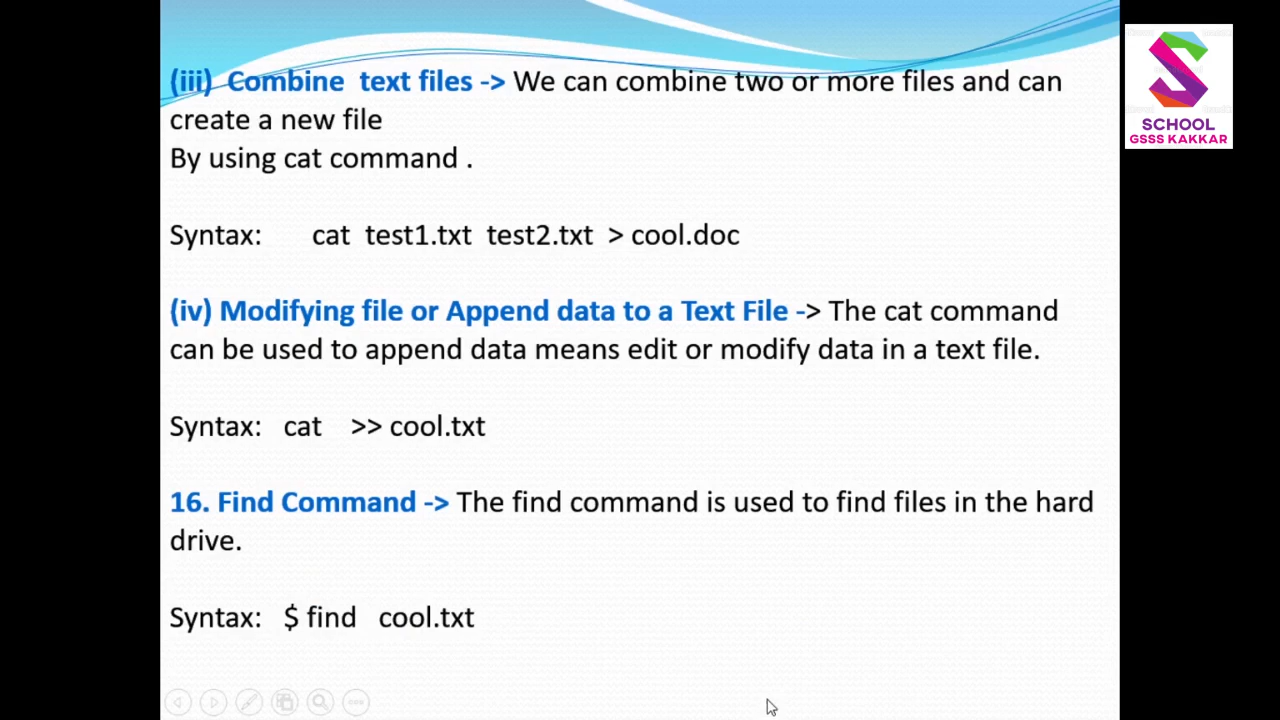 (iii) Combine text files -> We can combine two or more files and can
create a new file
By using cat command .
Syntax: cat test1.txt test2.txt > cool.doc
(iv) Modifying file or Append data to a Text File -> The cat command
can be used to append data means edit or modify data in a text file.
Syntax: cat >> cool.txt
16. Find Command -> The find command is used to find files in the hard
drive.
Syntax: $ find cool.txt
SCHOOL
GSSS KAKKAR